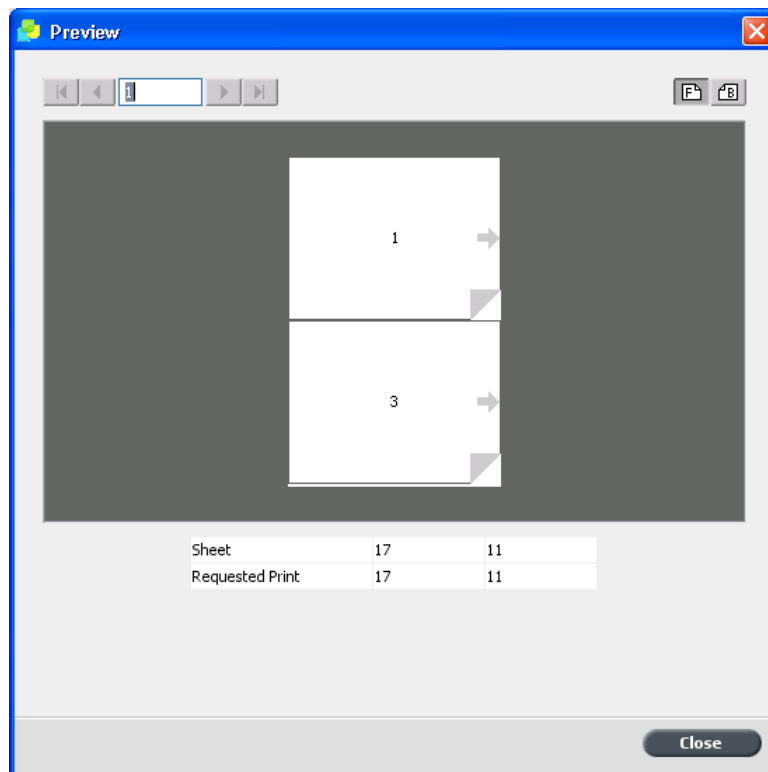 Preview
1
F B
1
3
Sheet 17 11
Requested Print 17 11
Close